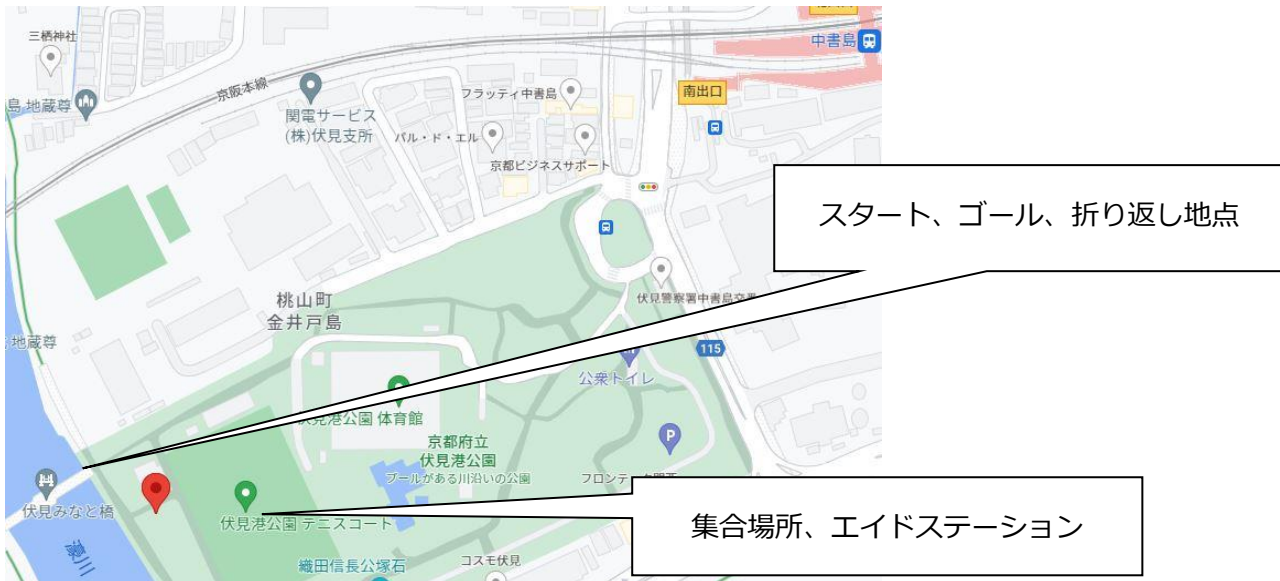 三栖神社
中書島
京阪本線
フラッティ中書島
南出口
島 地蔵尊
関電サービス
(株)伏見支所
パル・ド・エル
京都ビジネスサポート
スタート、ゴール、折り返し地点
桃山町
金井戸島
伏見警察署中書島交番
地蔵尊
115
公衆トイレ
伏見港公園 体育館
京都府立
伏見港公園
プールがある川沿いの公園
P
フロンテ
伏見みなと橋
伏見港公園 テニスコート
集合場所、エイドステーション
濠川
織田信長公塚石
コスモ伏見